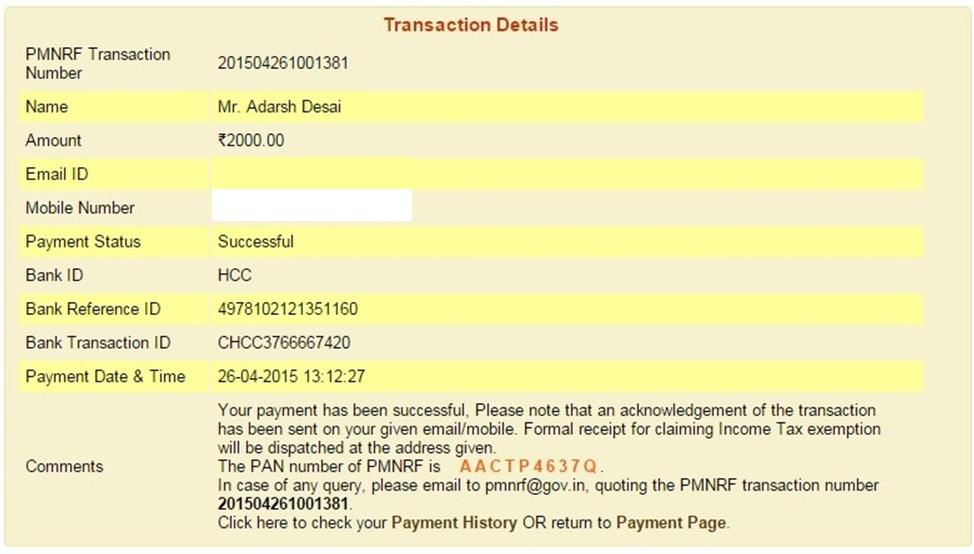 Transaction Details
PMNRF Transaction
Number
201504261001381
Name Mr. Adarsh Desai
Amount ₹2000.00
Email ID
Mobile Number
Payment Status Successful
Bank ID HCC
Bank Reference ID 4978102121351160
Bank Transaction ID CHCC3766667420
Payment Date & Time 26-04-2015 13:12:27
Comments
Your payment has been successful, Please note that an acknowledgement of the transaction
has been sent on your given email/mobile. Formal receipt for claiming Income Tax exemption
will be dispatched at the address given.
The PAN number of PMNRF is AACTP4637Q.
In case of any query, please email to pmnrf@gov.in, quoting the PMNRF transaction number
201504261001381.
Click here to check your Payment History OR return to Payment Page.